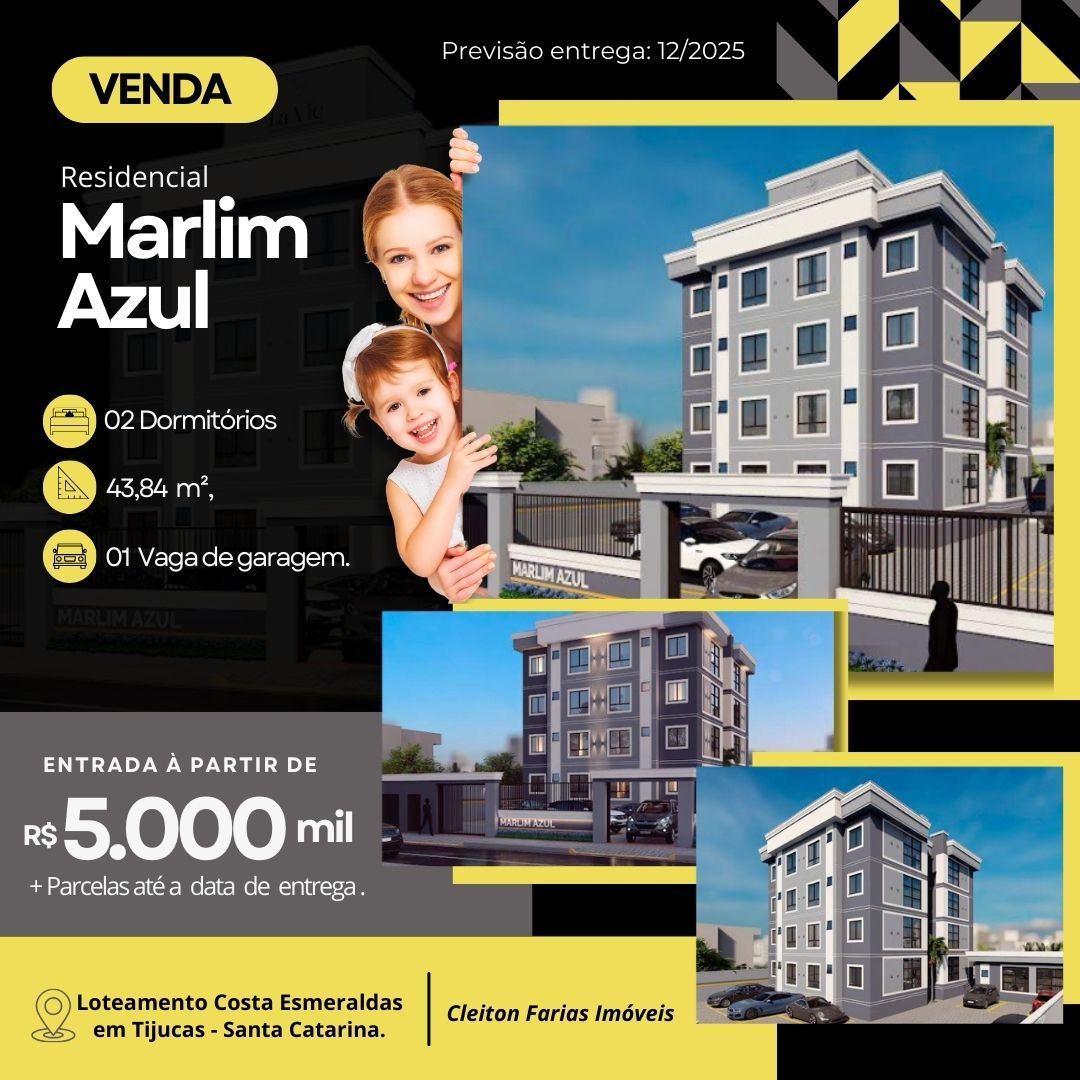 Previsão entrega: 12/2025
VENDA
Residencial
Marlim
Azul
02 Dormitórios
43,84 m²,
01 Vaga de garagem.
MARLIM AZUL
MARLIM AZUL
MARLIM AZUL
ENTRADA À PARTIR DE
R$ 5.000 mil
+ Parcelas até a data de entrega.
Loteamento Costa Esmeraldas
em Tijucas - Santa Catarina.
Cleiton Farias Imóveis